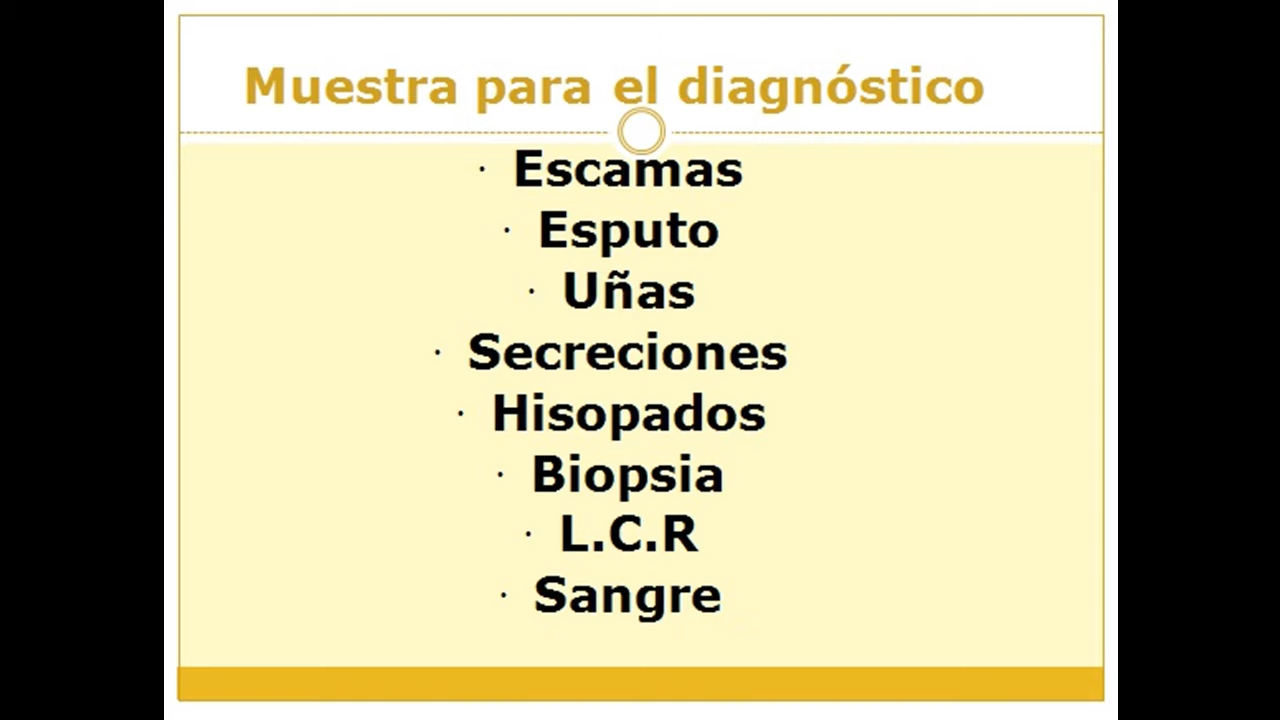 Muestra para el diagnóstico
· Escamas
· Esputo
· Uñas
· Secreciones
· Hisopados
· Biopsia
· L.C.R
· Sangre